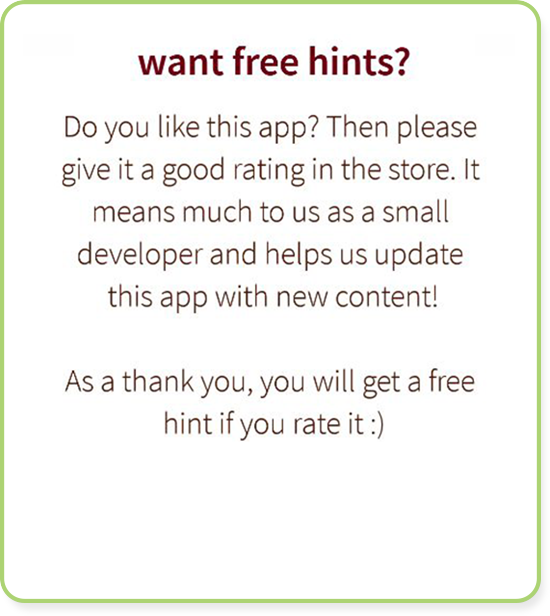 want free hints?
Do you like this app? Then please
give it a good rating in the store. It
means much to us as a small
developer and helps us update
this app with new content!
As a thank you, you will get a free
hint if you rate it :)